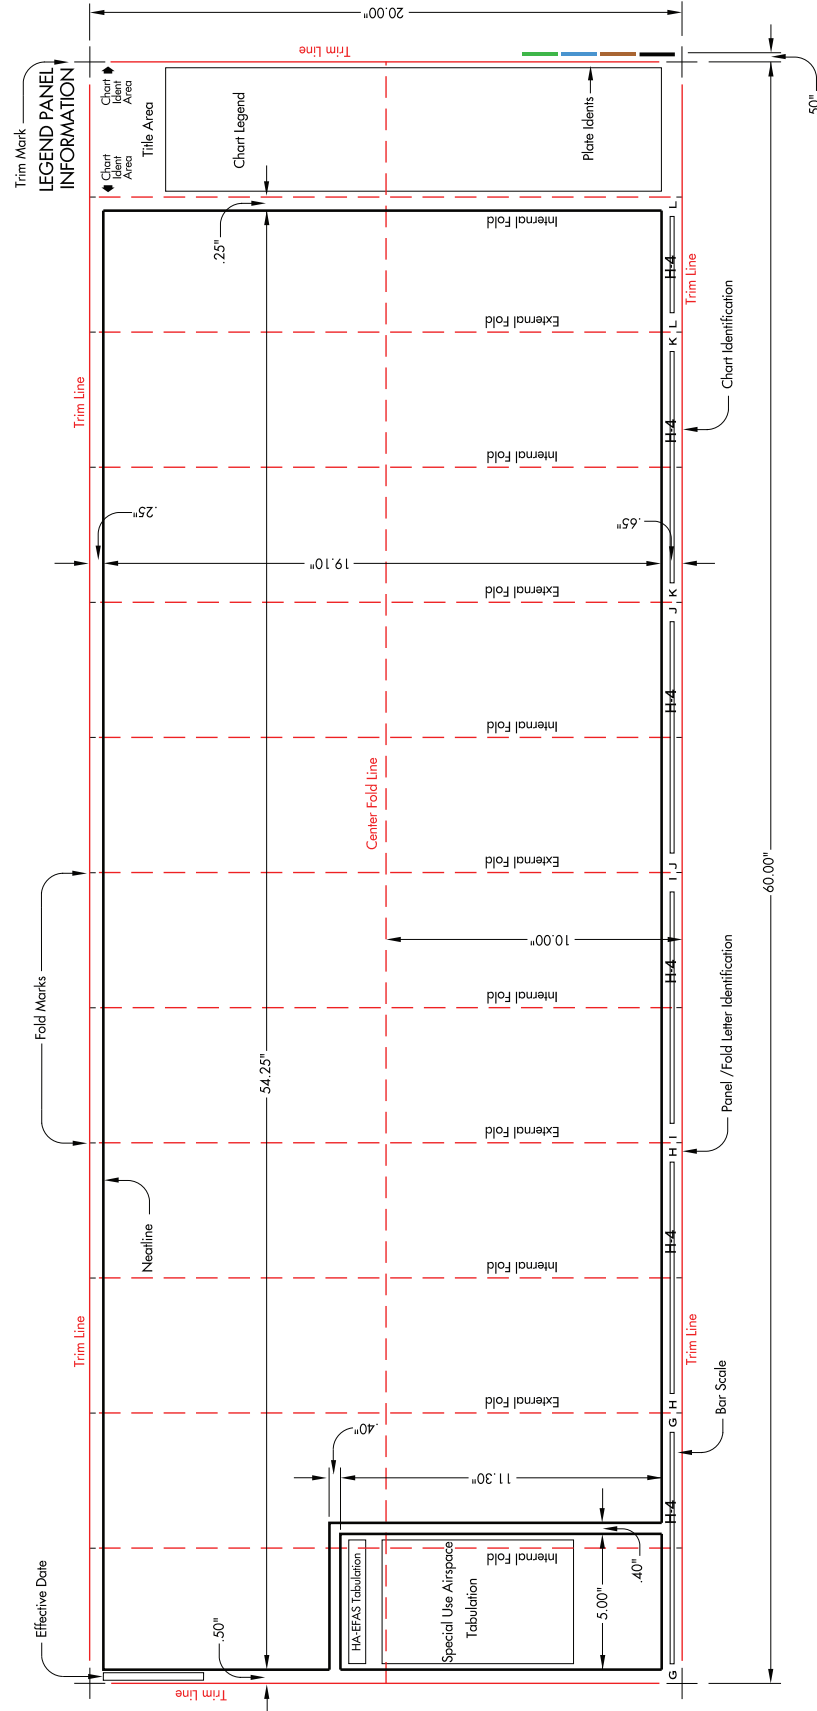 20.00"
Trim Line
.50"
Trim Mark
LEGEND PANEL
INFORMATION
Chart
Ident
Area
Chart
Ident
Area
Title Area
Chart Legend
Plate Idents
.25"
Internal Fold
L
H-4
Trim Line
L
External Fold
K
Chart Identification
Trim Line
H-4
Internal Fold
.25"
.65"
19.10"
External Fold
K
J
H-4
Internal Fold
Center Fold Line
External Fold
J
I
60.00"
10.00"
H-4
Fold Marks
Internal Fold
Panel /Fold Letter Identification
54.25"
External Fold
I
H
Neatline
H-4
Internal Fold
Trim Line
Trim Line
Bar Scale
External Fold
H
G
.40"
11.30"
H-4
Internal Fold
.40"
HA-EFAS Tabulation
Special Use Airspace
Tabulation
5.00"
Effective Date
.50"
G
Trim Line